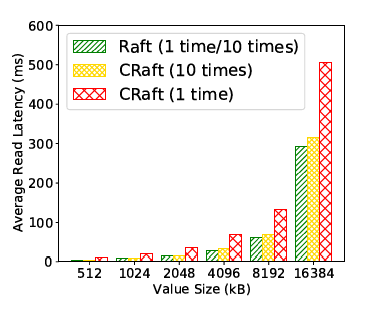 600
500
400
300
200
100
0
Average Read Latency (ms)
Raft (1 time/10 times)
CRaft (10 times)
CRaft (1 time)
512 1024 2048 4096 8192 16384
Value Size (kB)